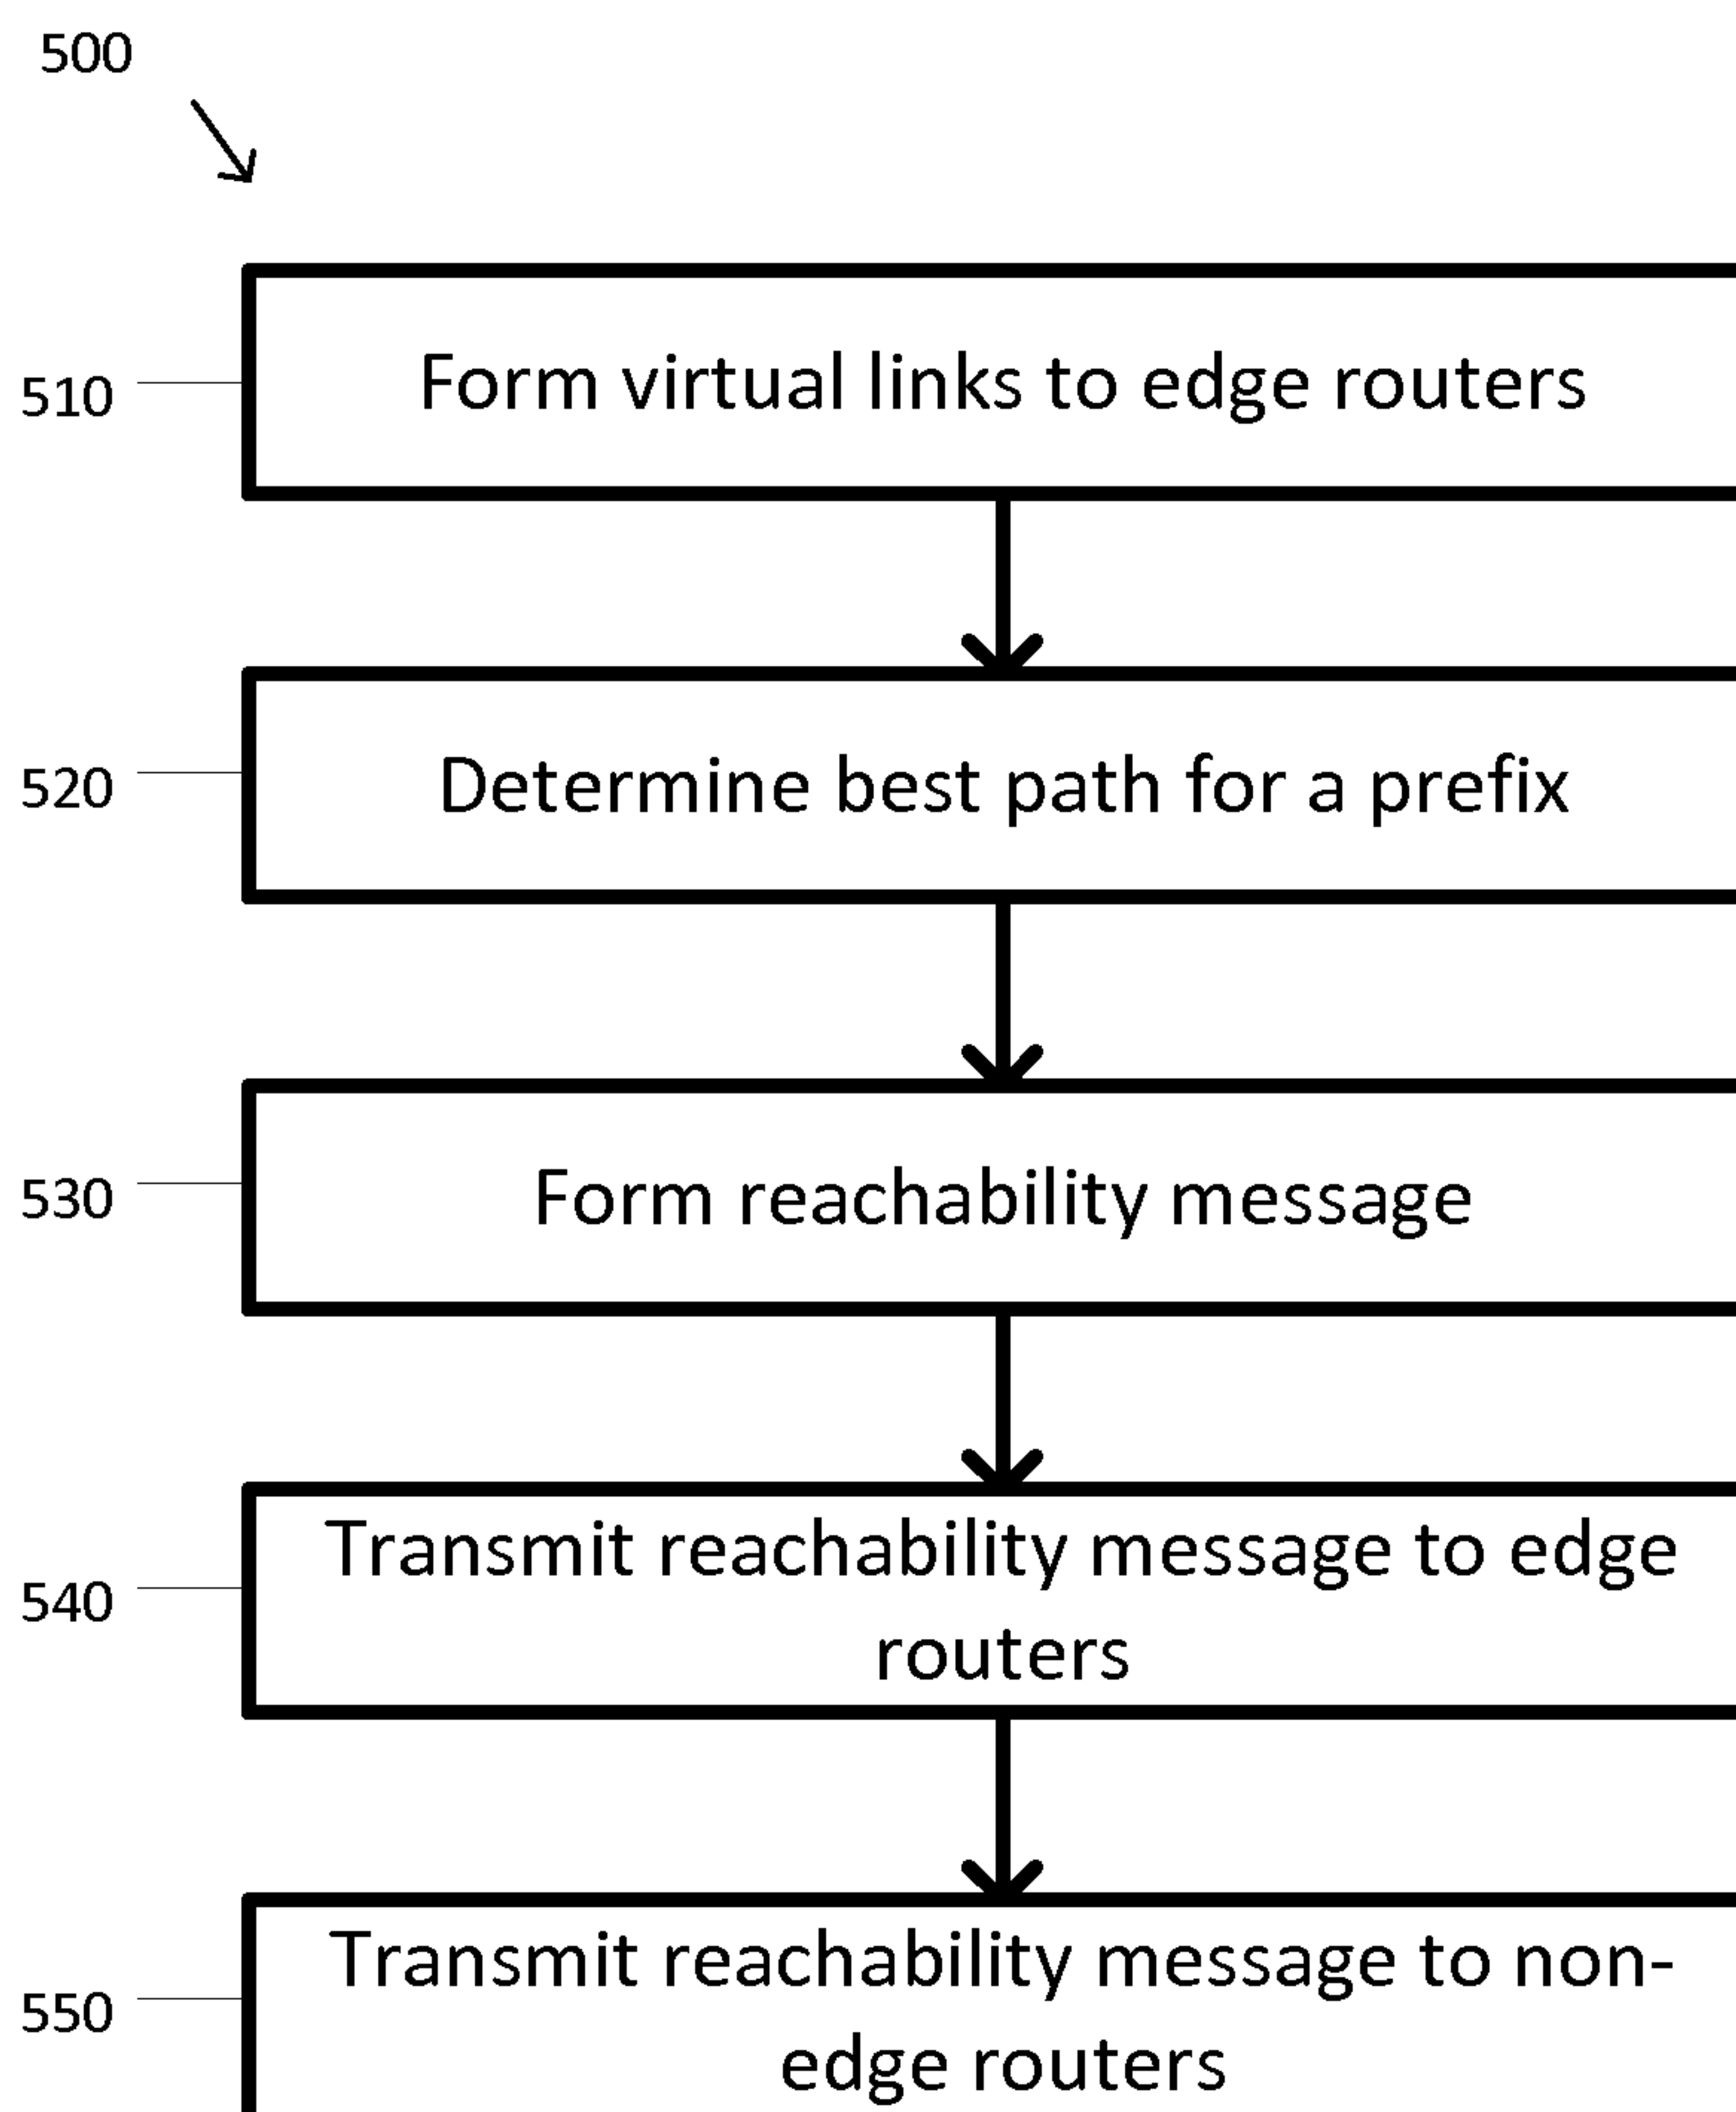 500
510
Form virtual links to edge routers
520
Determine best path for a prefix
530
Form reachability message
540
Transmit reachability message to edge
routers
550
Transmit reachability message to non-
edge routers